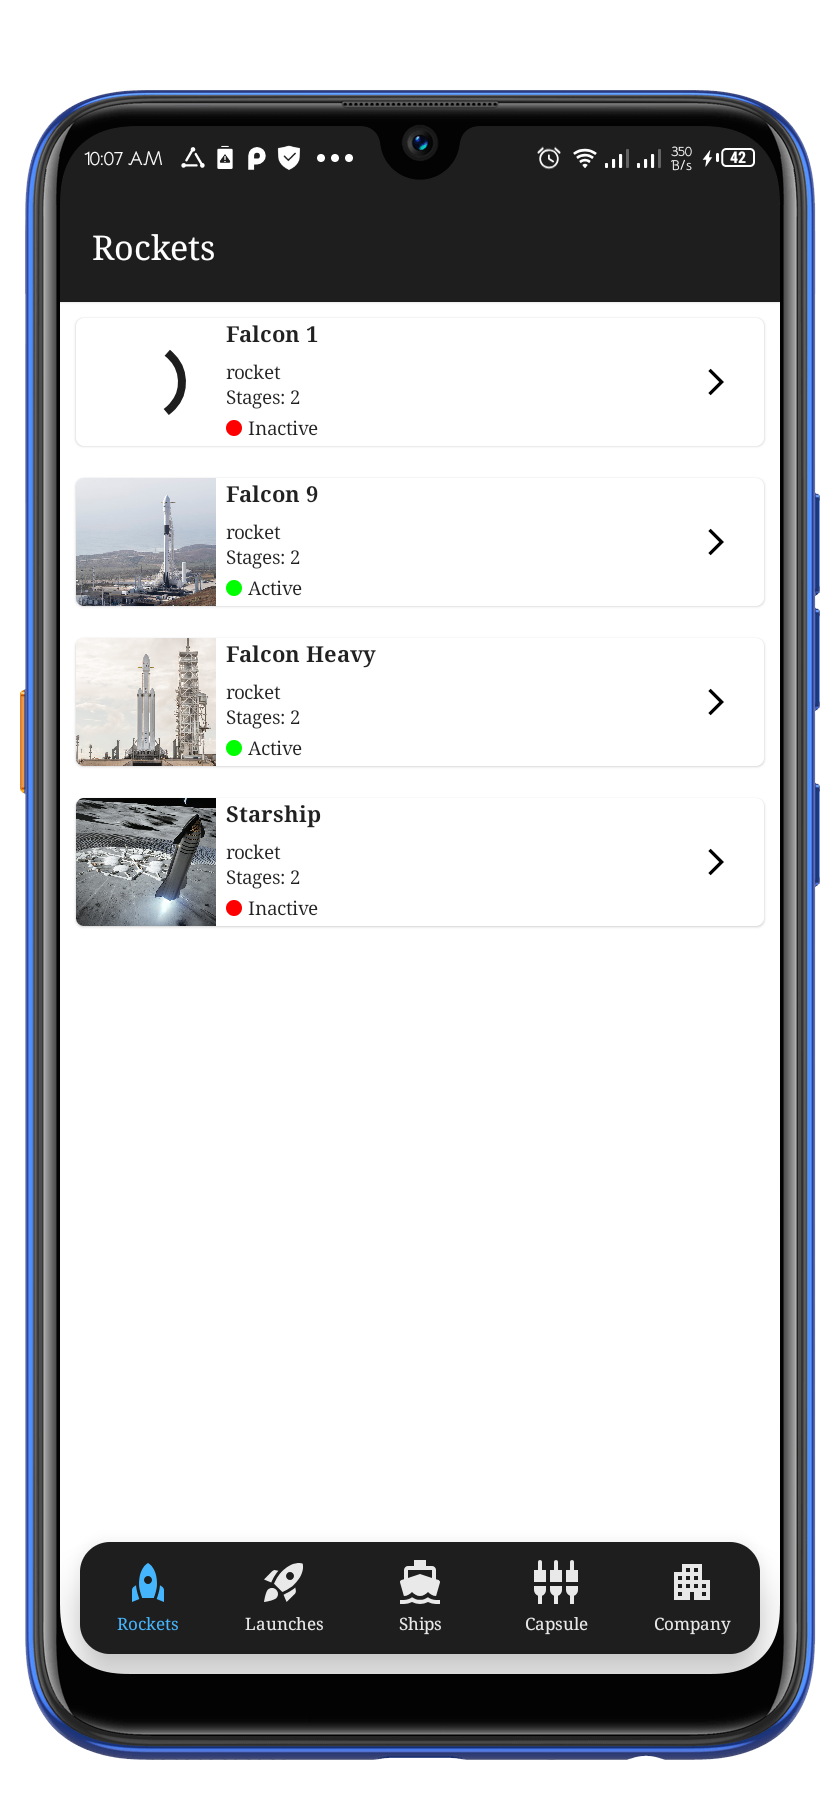 10:07 AM
350
B/s
42
Rockets
Falcon 1
rocket
Stages: 2
Inactive
Falcon 9
rocket
Stages: 2
Active
Falcon Heavy
rocket
Stages: 2
Active
Starship
rocket
Stages: 2
Inactive
Rockets
Launches
Ships
Capsule
Company